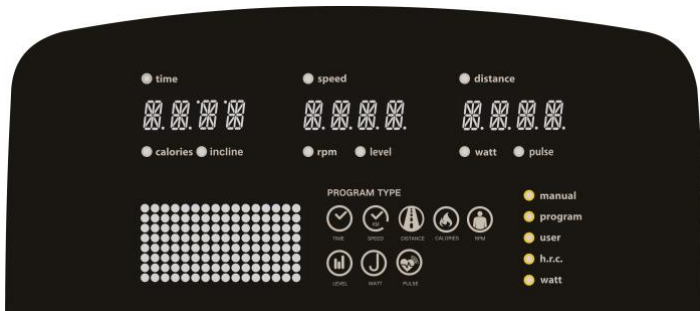 time speed distance
calories incline rpm level watt pulse
PROGRAM TYPE
TIME SPEED DISTANCE CALORIES RPM
LEVEL WATT PULSE
manual
program
user
h.r.c.
watt